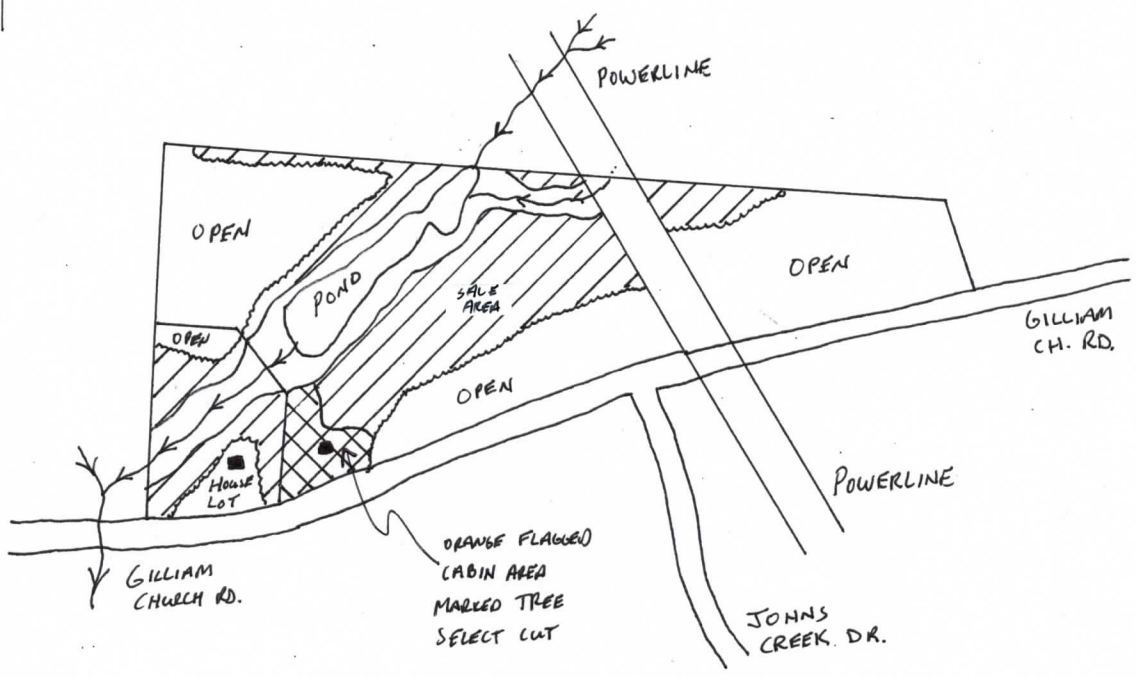 POWERLINE
OPEN
POND
SALE
AREA
OPEN
OPEN
GILLIAM
CH. RD.
OPEN
HOUSE
LOT
POWERLINE
ORANGE FLAGGED
CABIN AREA
MARKED TREE
SELECT CUT
GILLIAM
CHURCH RD.
JOHNS
CREEK DR.